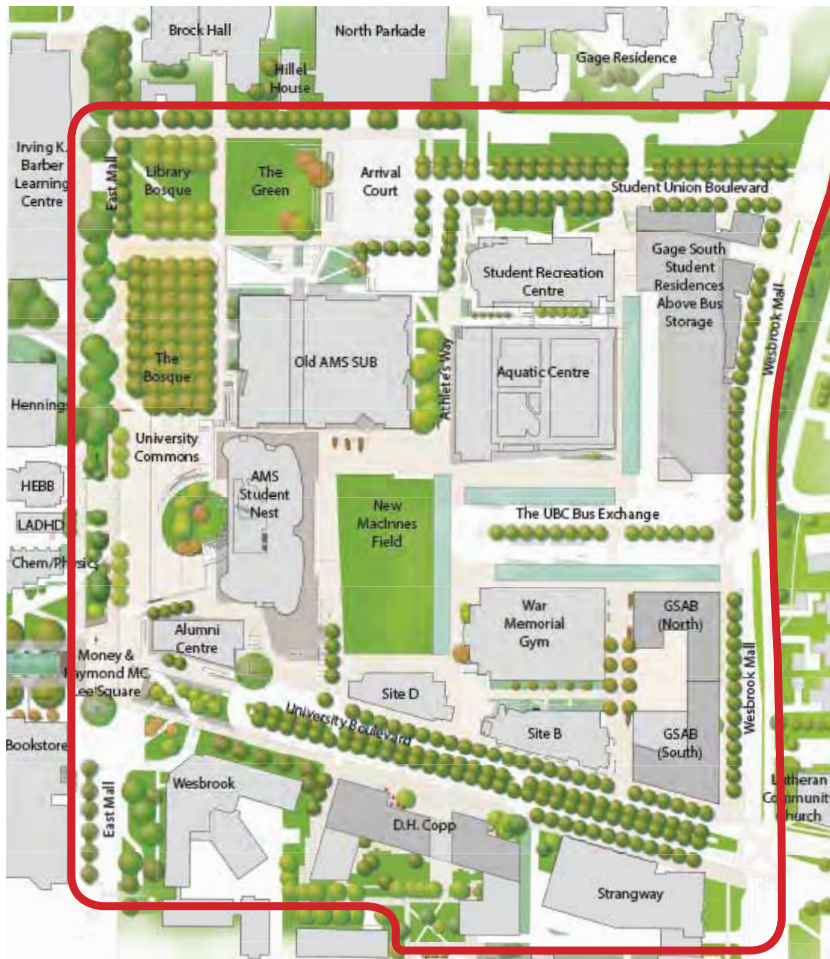 Brock Hall
North Parkade
Gage Residence
Hillel
House
Irving K.
Barber
Learning
Centre
East Mall
Library
Bosque
The
Green
Arrival
Court
Student Union Boulevard
Student Recreation
Centre
Gage South
Student
Residences
Above Bus
Storage
Wesbrook Mall
The
Bosque
Old AMS SUB
Athlete's Way
Aquatic Centre
Hennings
University
Commons
HEBB
LADHD
Chem/Physics
AMS
Student
Nest
New
MacInnes
Field
The UBC Bus Exchange
War
Memorial
Gym
GSAB
(North)
Alumni
Centre
Money &
Raymond MC
Lee Square
Site D
University Boulevard
Site B
GSAB
(South)
Wesbrook Mall
Bookstore
East Mall
Wesbrook
D.H. Copp
Lutheran
Community
Church
Strangway